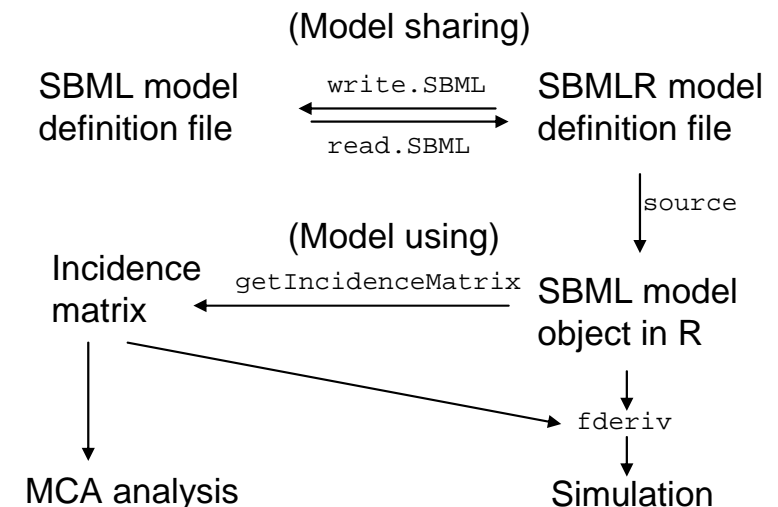 (Model sharing)
SBML model
definition file
write.SBML
read.SBML
SBMLR model
definition file
source
(Model using)
Incidence
matrix
getIncidenceMatrix
SBML model
object in R
fderiv
MCA analysis
Simulation